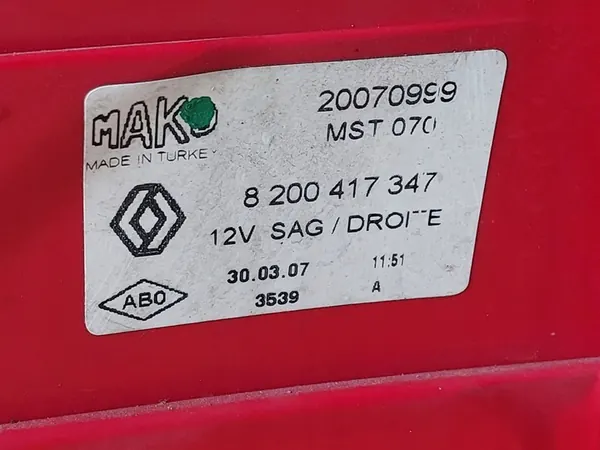 MAKO
MADE IN TURKEY
20070999
MST 070
8 200 417 347
12V SAG / DROITE
30.03.07 11:51
3539 A
ABO